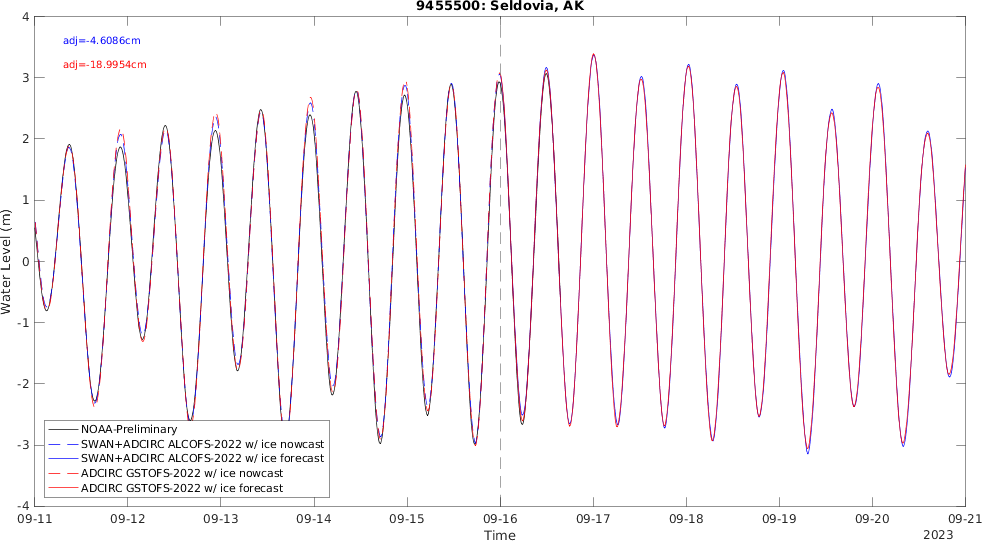 9455500: Seldovia, AK
adj=-4.6086cm
adj=-18.9954cm
4
3
2
1
0
-1
-2
-3
-4
Water Level (m)
NOAA-Preliminary
SWAN+ADCIRC ALCOFS-2022 w/ ice nowcast
SWAN+ADCIRC ALCOFS-2022 w/ ice forecast
ADCIRC GSTOFS-2022 w/ ice nowcast
ADCIRC GSTOFS-2022 w/ ice forecast
09-11 09-12 09-13 09-14 09-15 09-16 09-17 09-18 09-19 09-20 09-21
Time
2023